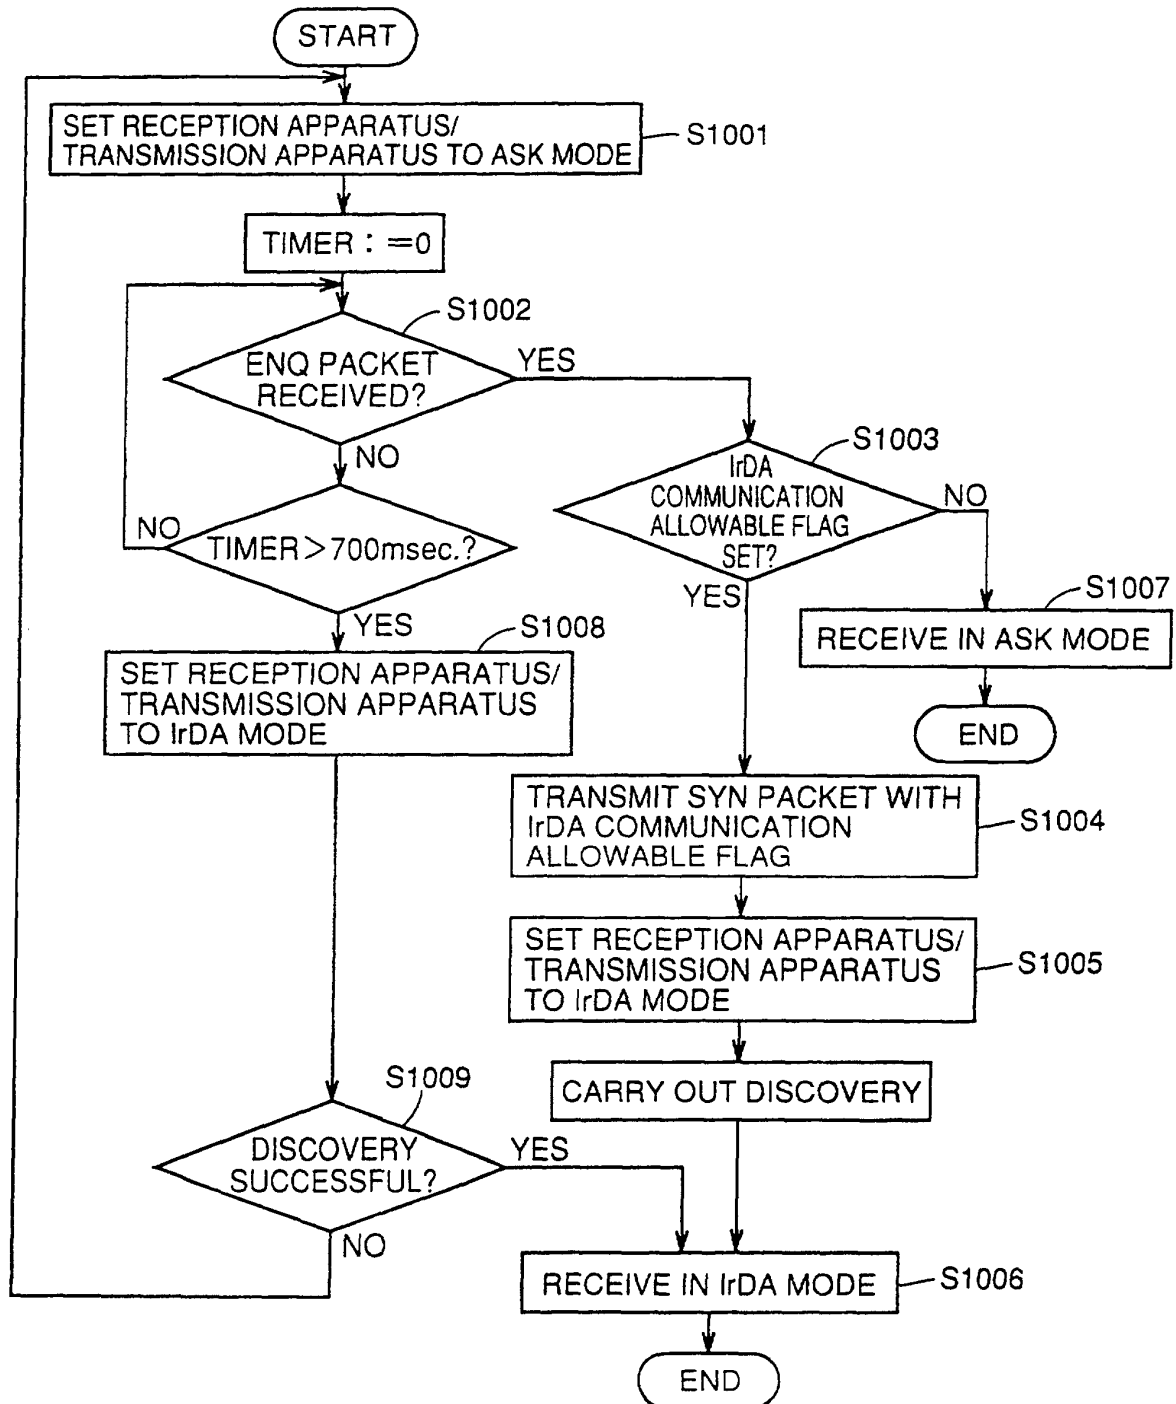 START
SET RECEPTION APPARATUS/
TRANSMISSION APPARATUS TO ASK MODE
S1001
TIMER : =0
S1002
ENQ PACKET
RECEIVED?
YES
NO
S1003
IrDA
COMMUNICATION
ALLOWABLE FLAG
SET?
NO
YES
TIMER>700msec.?
NO
YES
S1007
RECEIVE IN ASK MODE
END
S1008
SET RECEPTION APPARATUS/
TRANSMISSION APPARATUS
TO IrDA MODE
TRANSMIT SYN PACKET WITH
IrDA COMMUNICATION
ALLOWABLE FLAG
S1004
SET RECEPTION APPARATUS/
TRANSMISSION APPARATUS
TO IrDA MODE
S1005
CARRY OUT DISCOVERY
S1009
DISCOVERY
SUCCESSFUL?
YES
NO
RECEIVE IN IrDA MODE
S1006
END